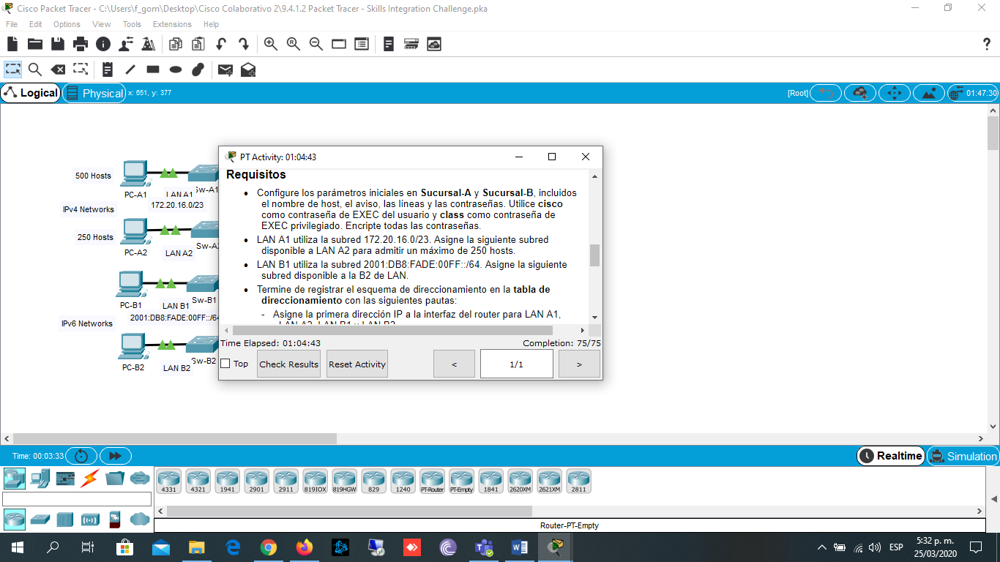 Cisco Packet Tracer - C:\Users\f_gom\Desktop\Cisco Colaborativo 2\9.4.1.2 Packet Tracer - Skills Integration Challenge.pka
File Edit Options View Tools Extensions Help
Logical Physical x: 651, y: 377 [Root] 01:47:30
500 Hosts
PC-A1
LAN A1
Sw-A1
172.20.16.0/23
IPv4 Networks
250 Hosts
PC-A2
LAN A2
Sw-A2
PC-B1
LAN B1
Sw-B1
2001:DB8:FADE:00FF::/64
IPv6 Networks
PC-B2
LAN B2
Sw-B2
PT Activity: 01:04:43
Requisitos
• Configure los parámetros iniciales en Sucursal-A y Sucursal-B, incluidos
el nombre de host, el aviso, las líneas y las contraseñas. Utilice cisco
como contraseña de EXEC del usuario y class como contraseña de
EXEC privilegiado. Encripte todas las contraseñas.
• LAN A1 utiliza la subred 172.20.16.0/23. Asigne la siguiente subred
disponible a LAN A2 para admitir un máximo de 250 hosts.
• LAN B1 utiliza la subred 2001:DB8:FADE:00FF::/64. Asigne la siguiente
subred disponible a la B2 de LAN.
• Termine de registrar el esquema de direccionamiento en la tabla de
direccionamiento con las siguientes pautas:
- Asigne la primera dirección IP a la interfaz del router para LAN A1,
LAN A2, LAN B1 y LAN B2.
Time Elapsed: 01:04:43 Completion: 75/75
Top Check Results Reset Activity < 1/1 >
Time: 00:03:33 Realtime Simulation
4331 4321 1941 2901 2911 819IOX 819HGW 829 1240 PT-Router PT-Empty 1841 2620XM 2621XM 2811
Router-PT-Empty
ESP
5:32 p. m.
25/03/2020